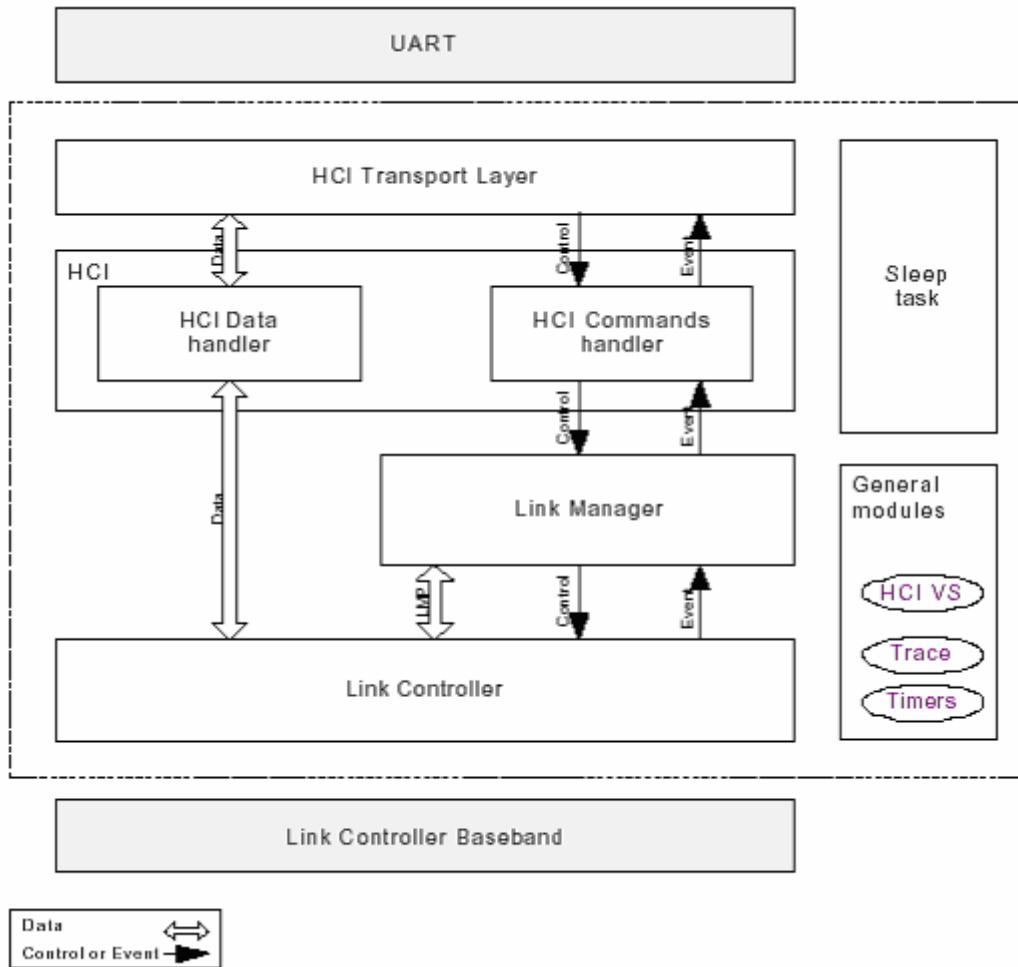 UART
HCI Transport Layer
Data
Control
Event
HCI
HCI Data
handler
HCI Commands
handler
Sleep
task
Control
Event
Data
Link Manager
General
modules
HCI VS
Trace
Timers
LMP
Control
Event
Link Controller
Link Controller Baseband
Data
Control or Event